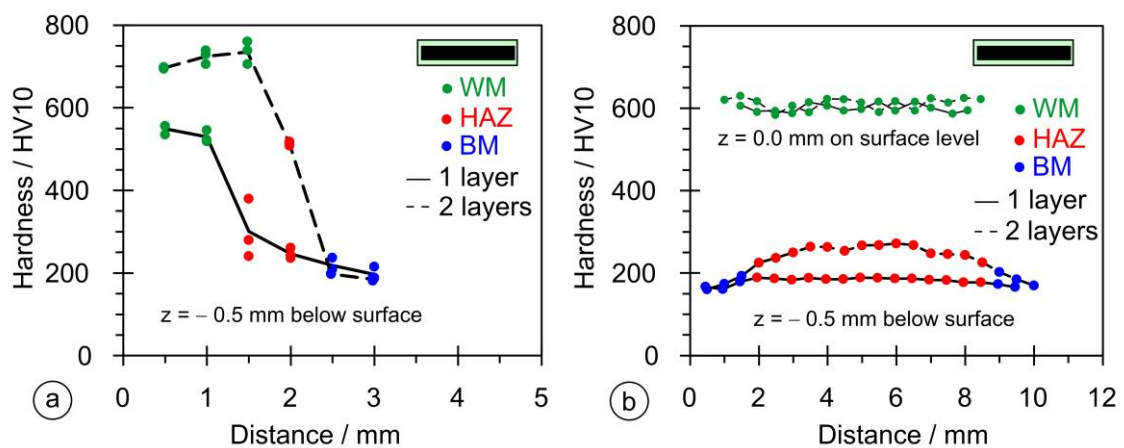 800
600
400
200
0
Hardness / HV10
WM
HAZ
BM
1 layer
2 layers
z = – 0.5 mm below surface
0 1 2 3 4 5
Distance / mm
a
800
600
400
200
0
Hardness / HV10
WM
z = 0.0 mm on surface level
HAZ
BM
1 layer
2 layers
z = – 0.5 mm below surface
0 2 4 6 8 10 12
Distance / mm
b